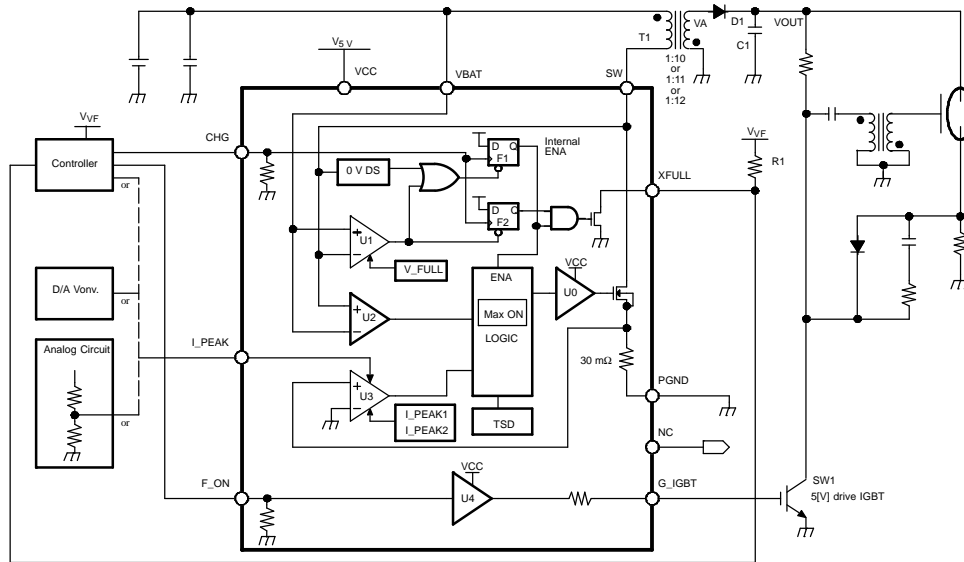 T1
VA
D1
C1
VOUT
1:10
or
1:11
or
1:12
V5 V
VCC
VBAT
SW
VVF
Controller
or
CHG
0 V DS
D Q
F1
Internal
ENA
VVF
R1
XFULL
D Q
F2
+
U1
−
V_FULL
ENA
Max ON
LOGIC
VCC
U0
D/A Vonv.
or
+
U2
−
Analog Circuit
or
I_PEAK
30 mΩ
+
U3
−
I_PEAK1
I_PEAK2
TSD
PGND
NC
F_ON
VCC
U4
G_IGBT
SW1
5[V] drive IGBT